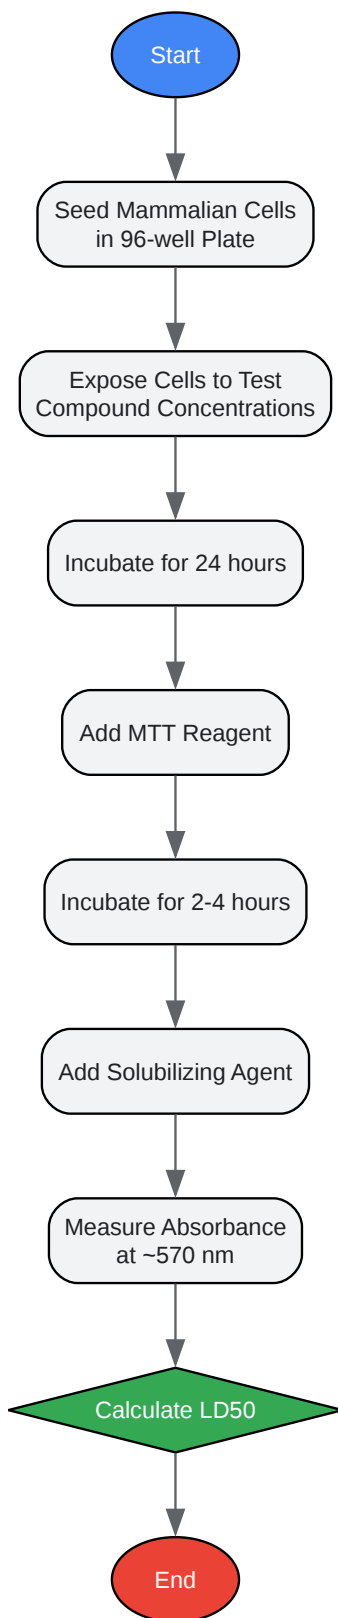 Start
Seed Mammalian Cells
in 96-well Plate
Expose Cells to Test
Compound Concentrations
Incubate for 24 hours
Add MTT Reagent
Incubate for 2-4 hours
Add Solubilizing Agent
Measure Absorbance
at ~570 nm
Calculate LD50
End